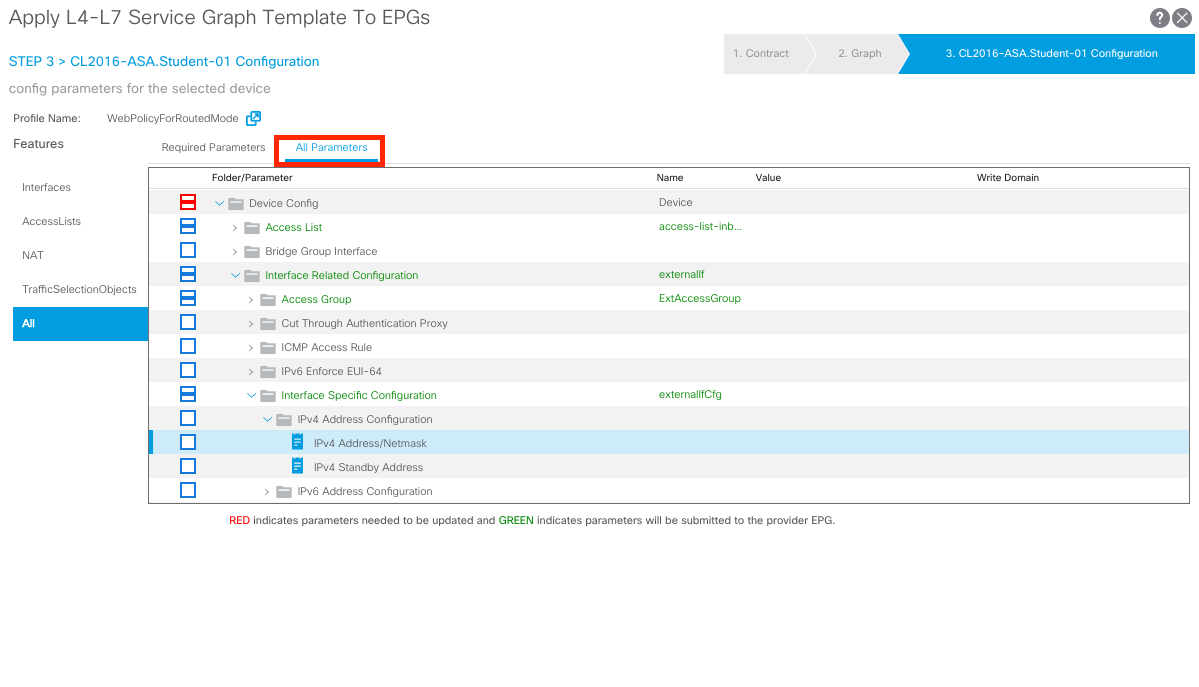 Apply L4-L7 Service Graph Template To EPGs
STEP 3 > CL2016-ASA.Student-01 Configuration
1. Contract
2. Graph
3. CL2016-ASA.Student-01 Configuration
config parameters for the selected device
Profile Name: WebPolicyForRoutedMode
Features
Required Parameters
All Parameters
Interfaces
AccessLists
NAT
TrafficSelectionObjects
All
Folder/Parameter Name Value Write Domain
Device Config Device
Access List access-list-inb...
Bridge Group Interface
Interface Related Configuration externalIf
Access Group ExtAccessGroup
Cut Through Authentication Proxy
ICMP Access Rule
IPv6 Enforce EUI-64
Interface Specific Configuration externalIfCfg
IPv4 Address Configuration
IPv4 Address/Netmask
IPv4 Standby Address
IPv6 Address Configuration
RED indicates parameters needed to be updated and GREEN indicates parameters will be submitted to the provider EPG.